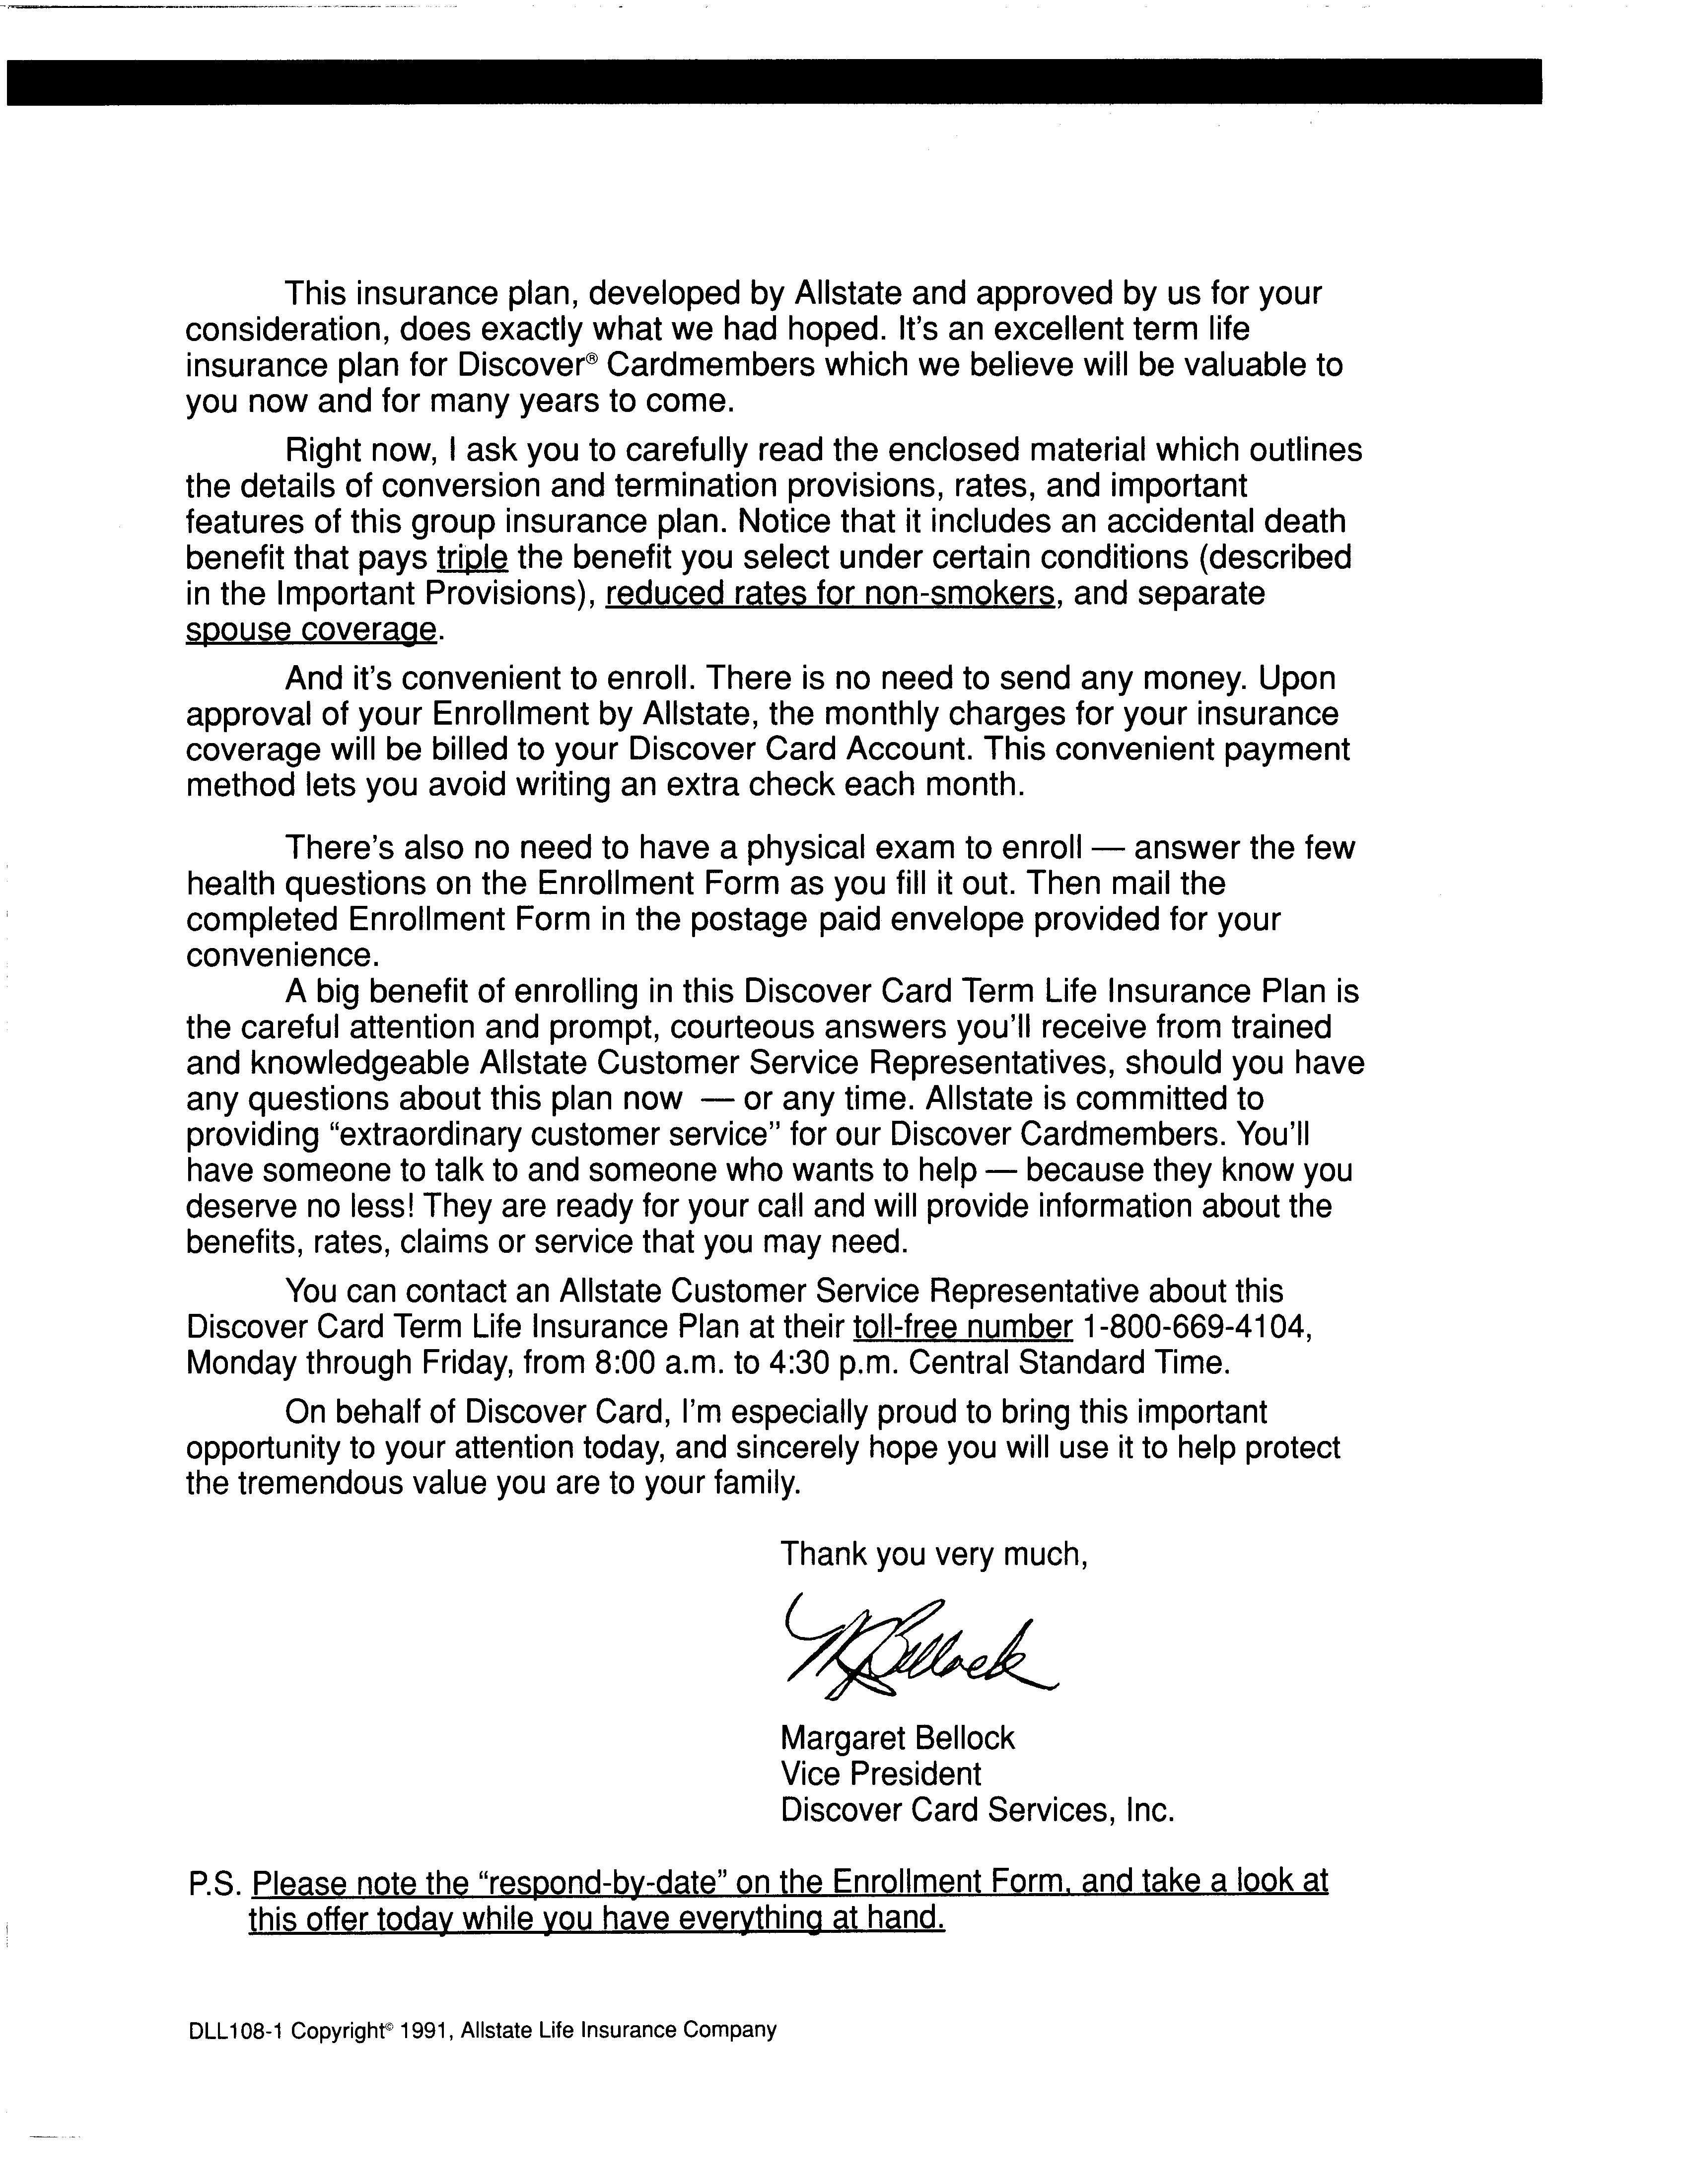 This insurance plan, developed by Allstate and approved by us for your
consideration, does exactly what we had hoped. It's an excellent term life
insurance plan for Discover® Cardmembers which we believe will be valuable to
you now and for many years to come.
Right now, I ask you to carefully read the enclosed material which outlines
the details of conversion and termination provisions, rates, and important
features of this group insurance plan. Notice that it includes an accidental death
benefit that pays triple the benefit you select under certain conditions (described
in the Important Provisions), reduced rates for non-smokers, and separate
spouse coverage.
And it's convenient to enroll. There is no need to send any money. Upon
approval of your Enrollment by Allstate, the monthly charges for your insurance
coverage will be billed to your Discover Card Account. This convenient payment
method lets you avoid writing an extra check each month.
There's also no need to have a physical exam to enroll — answer the few
health questions on the Enrollment Form as you fill it out. Then mail the
completed Enrollment Form in the postage paid envelope provided for your
convenience.
A big benefit of enrolling in this Discover Card Term Life Insurance Plan is
the careful attention and prompt, courteous answers you'll receive from trained
and knowledgeable Allstate Customer Service Representatives, should you have
any questions about this plan now — or any time. Allstate is committed to
providing “extraordinary customer service” for our Discover Cardmembers. You'll
have someone to talk to and someone who wants to help — because they know you
deserve no less! They are ready for your call and will provide information about the
benefits, rates, claims or service that you may need.
You can contact an Allstate Customer Service Representative about this
Discover Card Term Life Insurance Plan at their toll-free number 1-800-669-4104,
Monday through Friday, from 8:00 a.m. to 4:30 p.m. Central Standard Time.
On behalf of Discover Card, I'm especially proud to bring this important
opportunity to your attention today, and sincerely hope you will use it to help protect
the tremendous value you are to your family.
Thank you very much,
MBellock
Margaret Bellock
Vice President
Discover Card Services, Inc.
P.S. Please note the “respond-by-date” on the Enrollment Form, and take a look at
this offer today while you have everything at hand.
DLL108-1 Copyright© 1991, Allstate Life Insurance Company